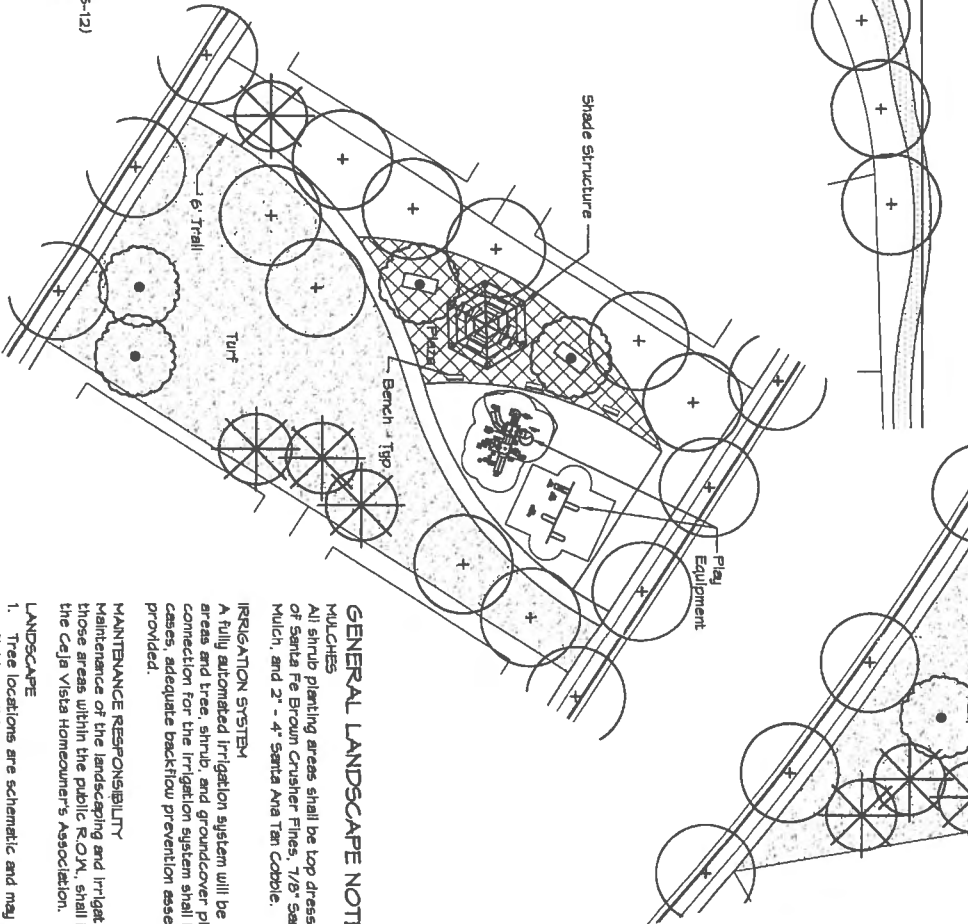 5-12)
Shade Structure
6' Trail
Turf
Plaza
Bench - Typ.
Play
Equipment
GENERAL LANDSCAPE NOT
MULCHES
All shrub planting areas shall be top dress
of Santa Fe Brown Crusher Fines, 7/8" Sa
Mulch, and 2" - 4" Santa Ana Tan Cobble.
IRRIGATION SYSTEM
A fully automated irrigation system will be
areas and tree, shrub, and groundcover pl
connection for the irrigation system shall
cases, adequate backflow prevention asse
provided.
MAINTENANCE RESPONSIBILITY
Maintenance of the landscaping and irrigat
those areas within the public R.O.W., shall
the Ceja Vista Homeowner's Association.
LANDSCAPE
1. Tree locations are schematic and may